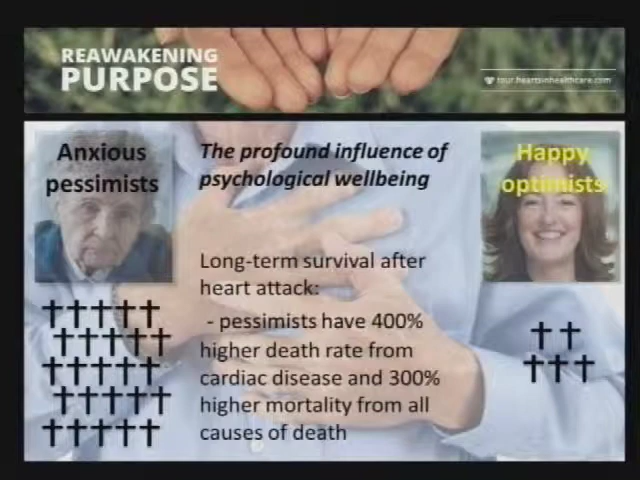 REAWAKENING
PURPOSE
tour.heartsinhealthcare.com
Anxious
pessimists
The profound influence of
psychological wellbeing
Happy
optimists
Long-term survival after
heart attack:
- pessimists have 400%
higher death rate from
cardiac disease and 300%
higher mortality from all
causes of death